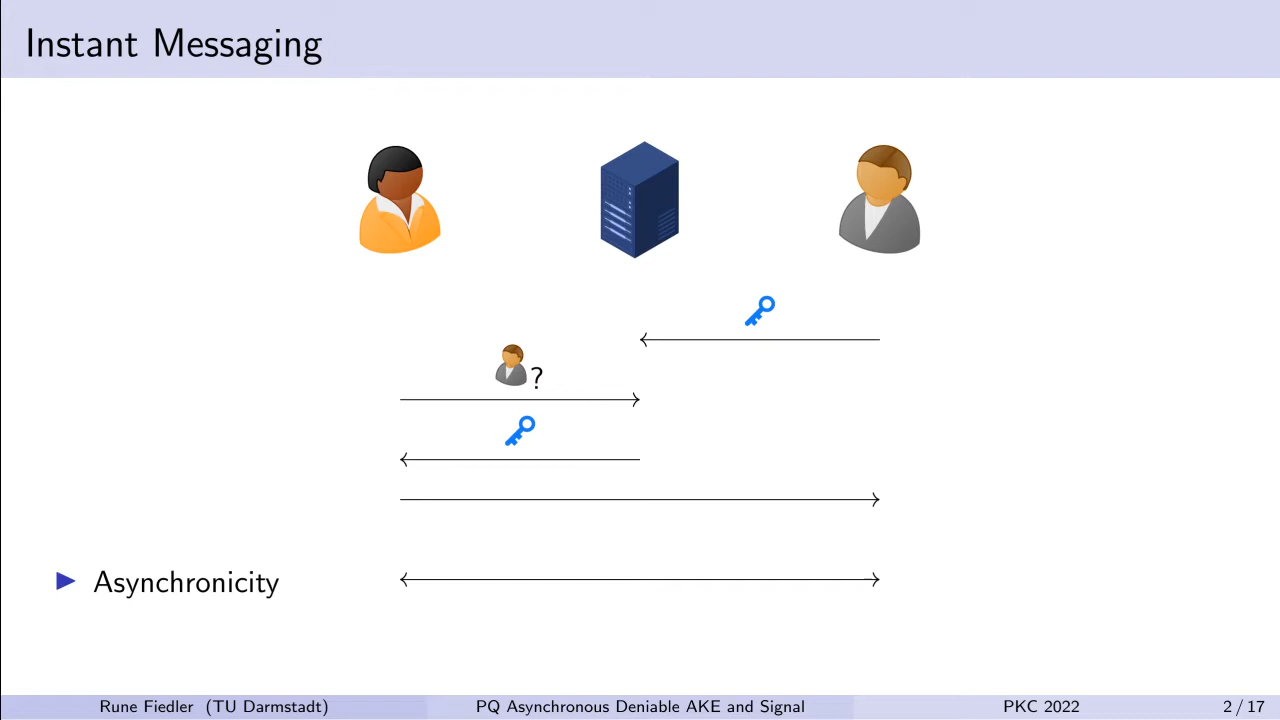 Instant Messaging
?
▶ Asynchronicity
Rune Fiedler (TU Darmstadt) PQ Asynchronous Deniable AKE and Signal PKC 2022 2 / 17